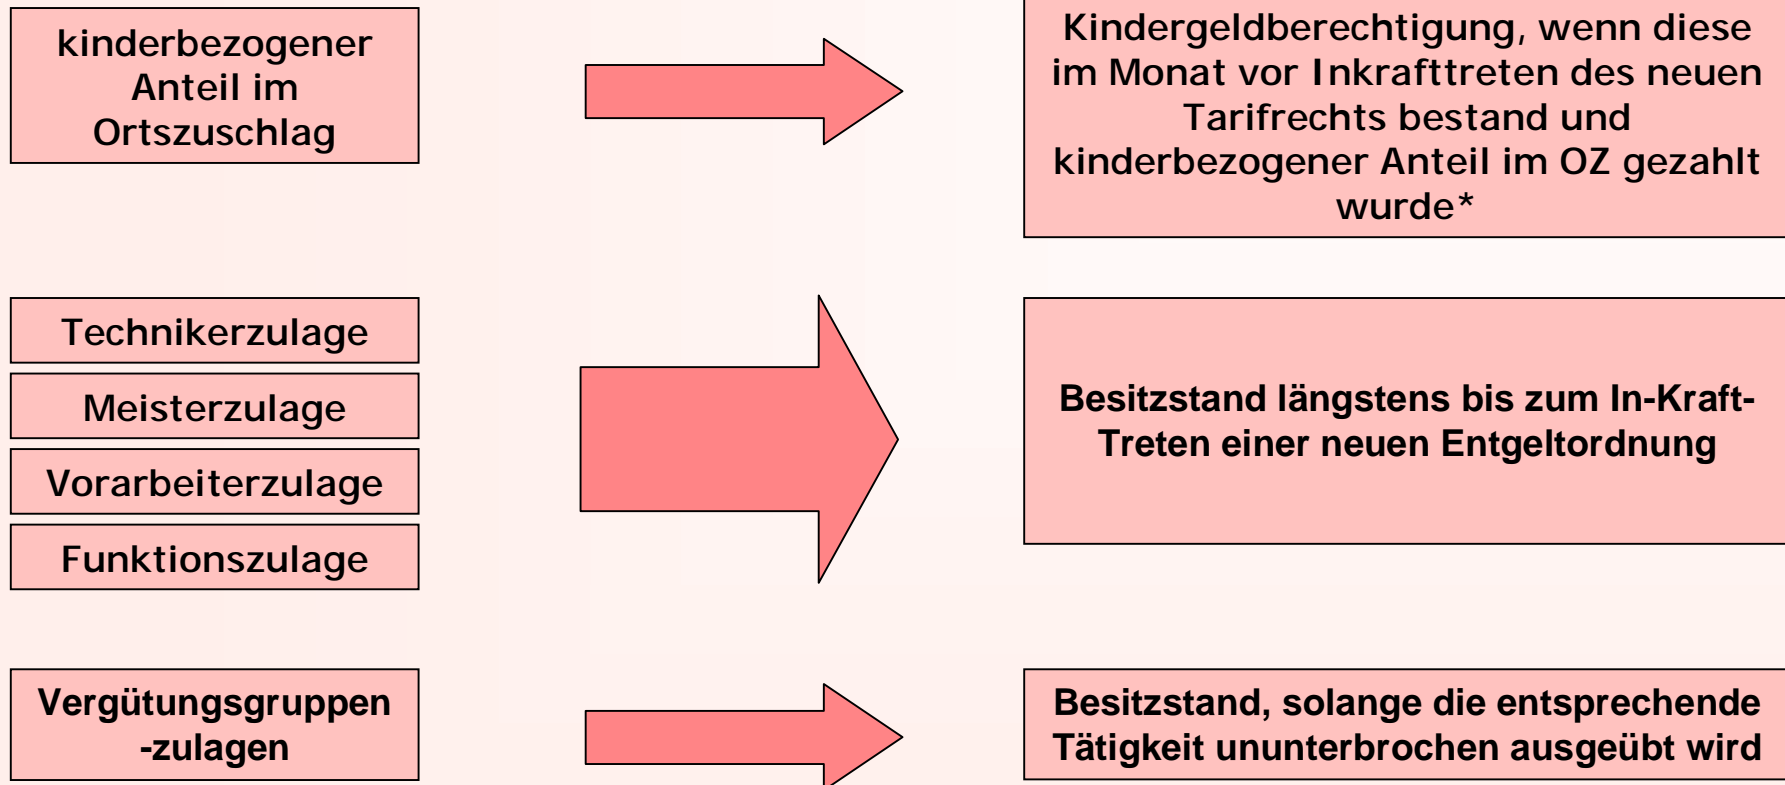 kinderbezogener
Anteil im
Ortszuschlag
Kindergeldberechtigung, wenn diese
im Monat vor Inkrafttreten des neuen
Tarifrechts bestand und
kinderbezogener Anteil im OZ gezahlt
wurde*
Technikerzulage
Meisterzulage
Vorarbeiterzulage
Funktionszulage
Besitzstand längstens bis zum In-Kraft-
Treten einer neuen Entgeltordnung
Vergütungsgruppen
-zulagen
Besitzstand, solange die entsprechende
Tätigkeit ununterbrochen ausgeübt wird